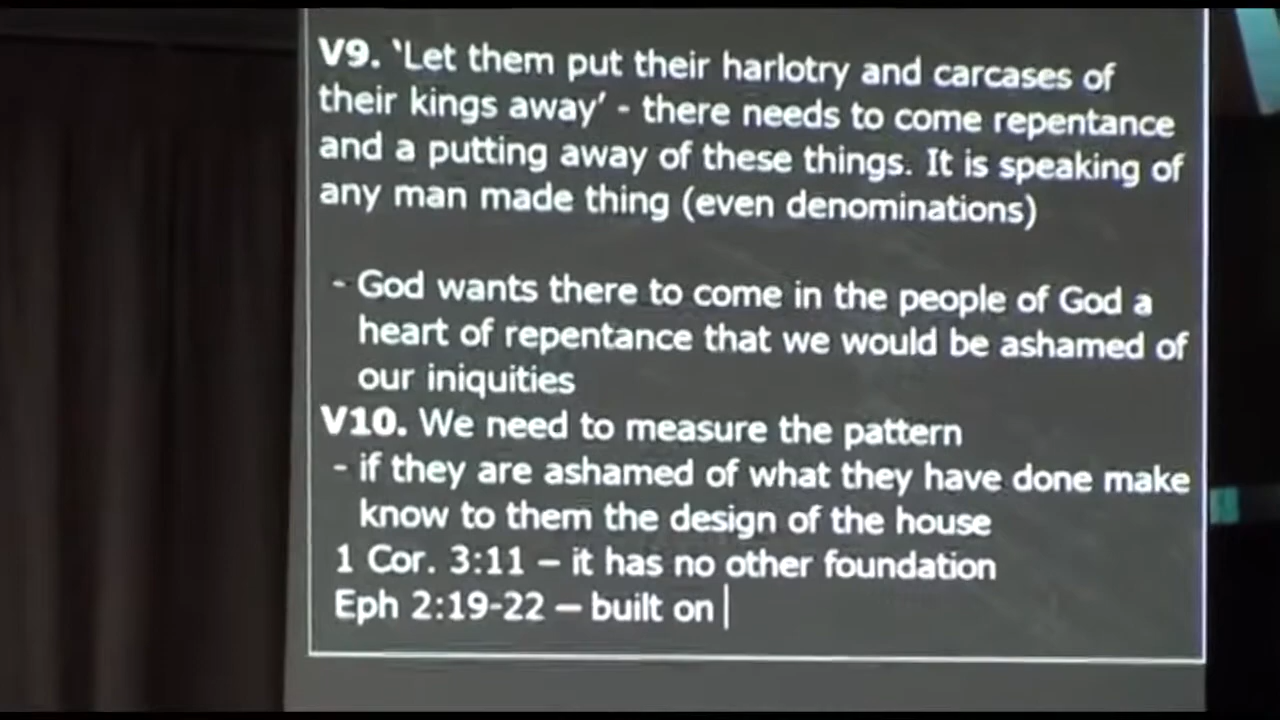 V9. ‘Let them put their harlotry and carcases of
their kings away’ - there needs to come repentance
and a putting away of these things. It is speaking of
any man made thing (even denominations)
- God wants there to come in the people of God a
heart of repentance that we would be ashamed of
our iniquities
V10. We need to measure the pattern
- if they are ashamed of what they have done make
know to them the design of the house
1 Cor. 3:11 – it has no other foundation
Eph 2:19-22 – built on